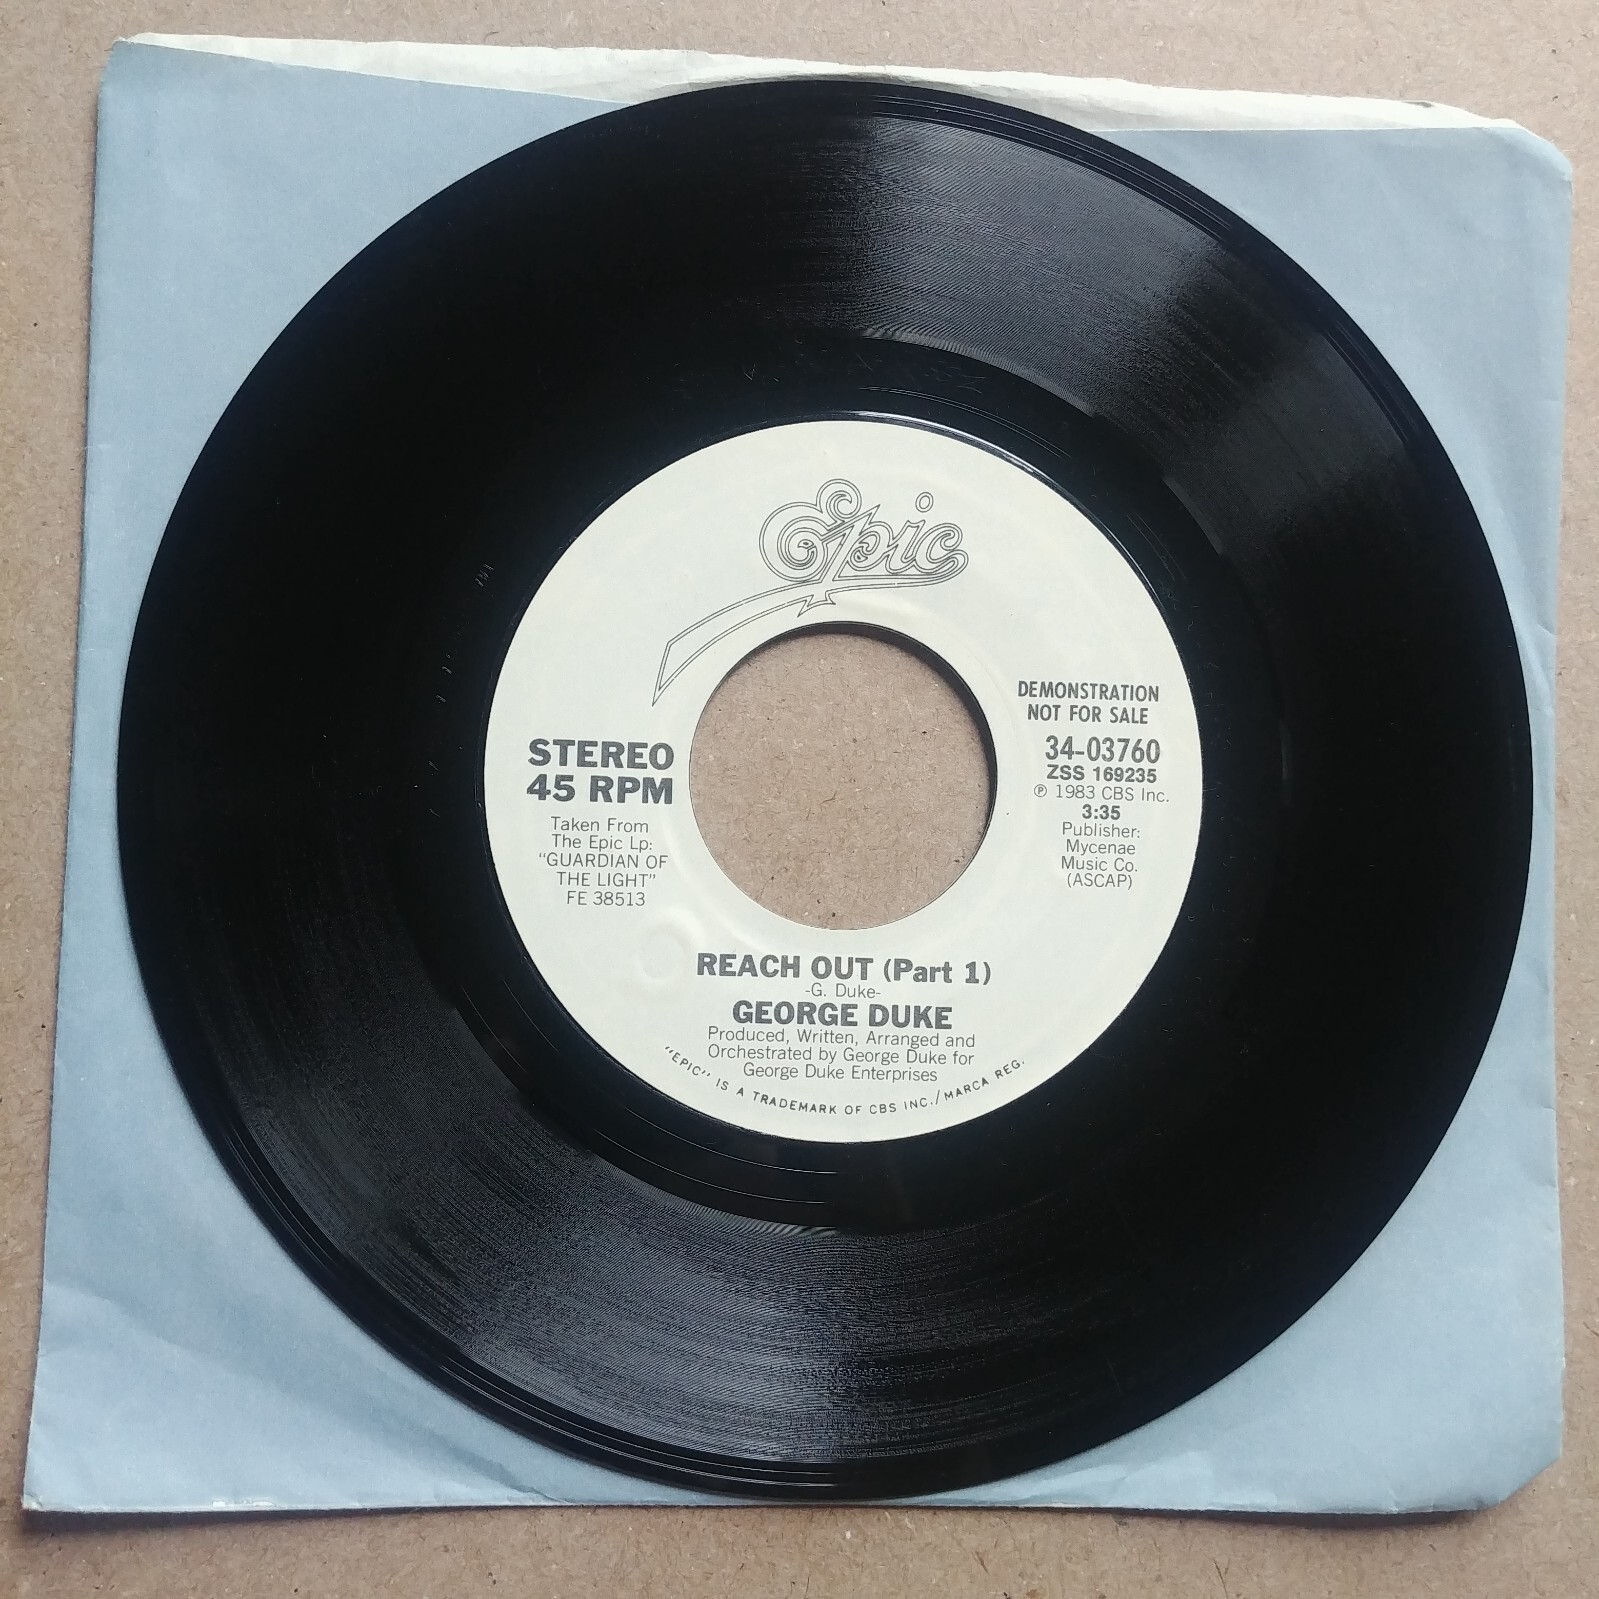 Epic
DEMONSTRATION
NOT FOR SALE
34-03760
ZSS 169235
℗ 1983 CBS Inc.
3:35
Publisher:
Mycenae
Music Co.
(ASCAP)
STEREO
45 RPM
Taken From
The Epic Lp:
"GUARDIAN OF
THE LIGHT"
FE 38513
REACH OUT (Part 1)
-G. Duke-
GEORGE DUKE
Produced, Written, Arranged and
Orchestrated by George Duke for
George Duke Enterprises
"EPIC" IS A TRADEMARK OF CBS INC./MARCA REG.